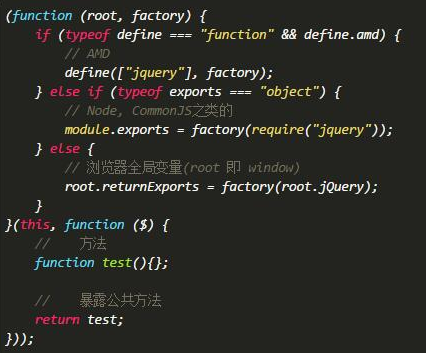 (function (root, factory) {
    if (typeof define === "function" && define.amd) {
        // AMD
        define(["jquery"], factory);
    } else if (typeof exports === "object") {
        // Node, CommonJS之类的
        module.exports = factory(require("jquery"));
    } else {
        // 浏览器全局变量(root 即 window)
        root.returnExports = factory(root.jQuery);
    }
}(this, function ($) {
    //    方法
    function test(){};

    //    暴露公共方法
    return test;
}));